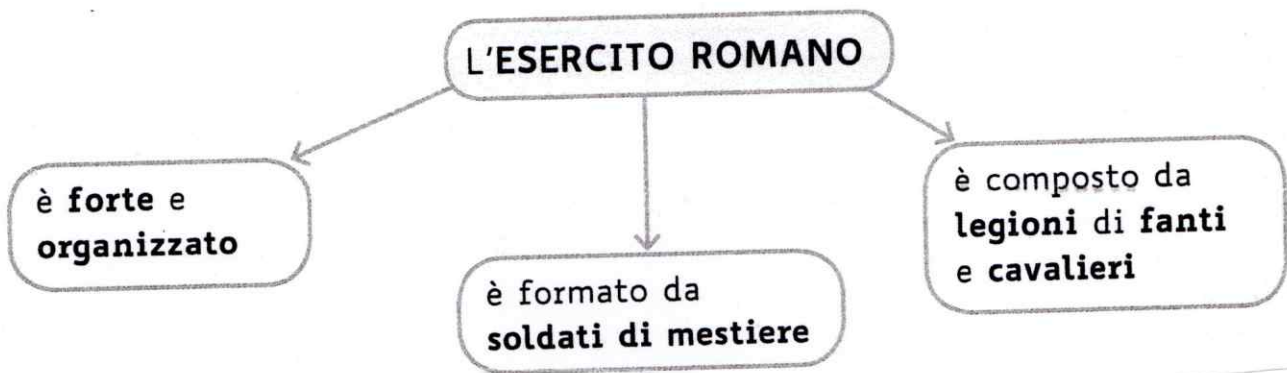 L'ESERCITO ROMANO
è forte e
organizzato
è formato da
soldati di mestiere
è composto da
legioni di fanti
e cavalieri